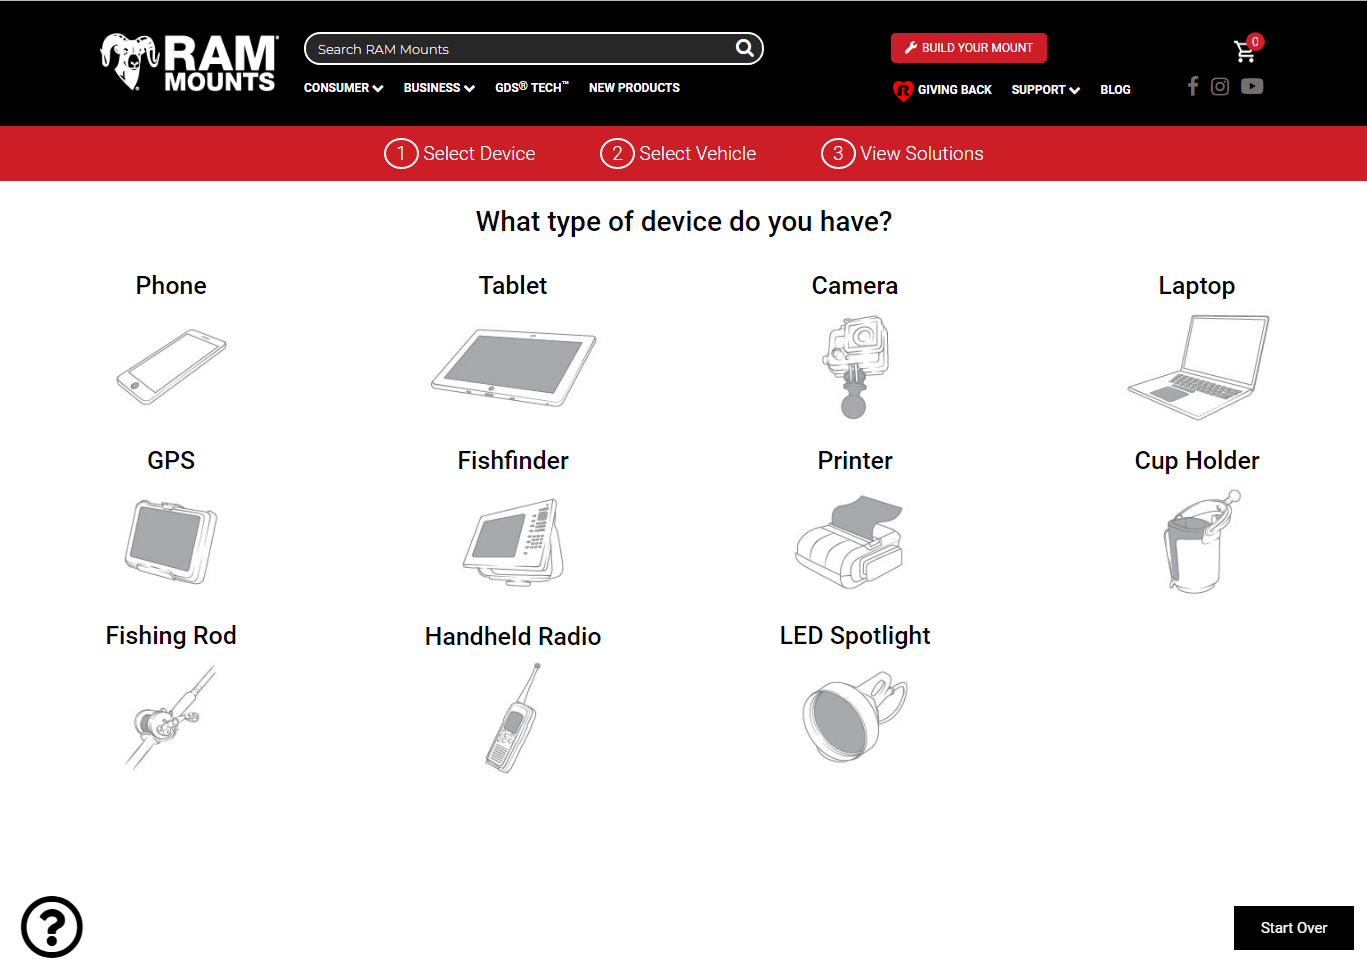 RAM
MOUNTS
Search RAM Mounts
BUILD YOUR MOUNT
0
CONSUMER BUSINESS GDS® TECH™ NEW PRODUCTS
GIVING BACK SUPPORT BLOG
1 Select Device 2 Select Vehicle 3 View Solutions
What type of device do you have?
Phone Tablet Camera Laptop
GPS Fishfinder Printer Cup Holder
Fishing Rod Handheld Radio LED Spotlight
?
Start Over